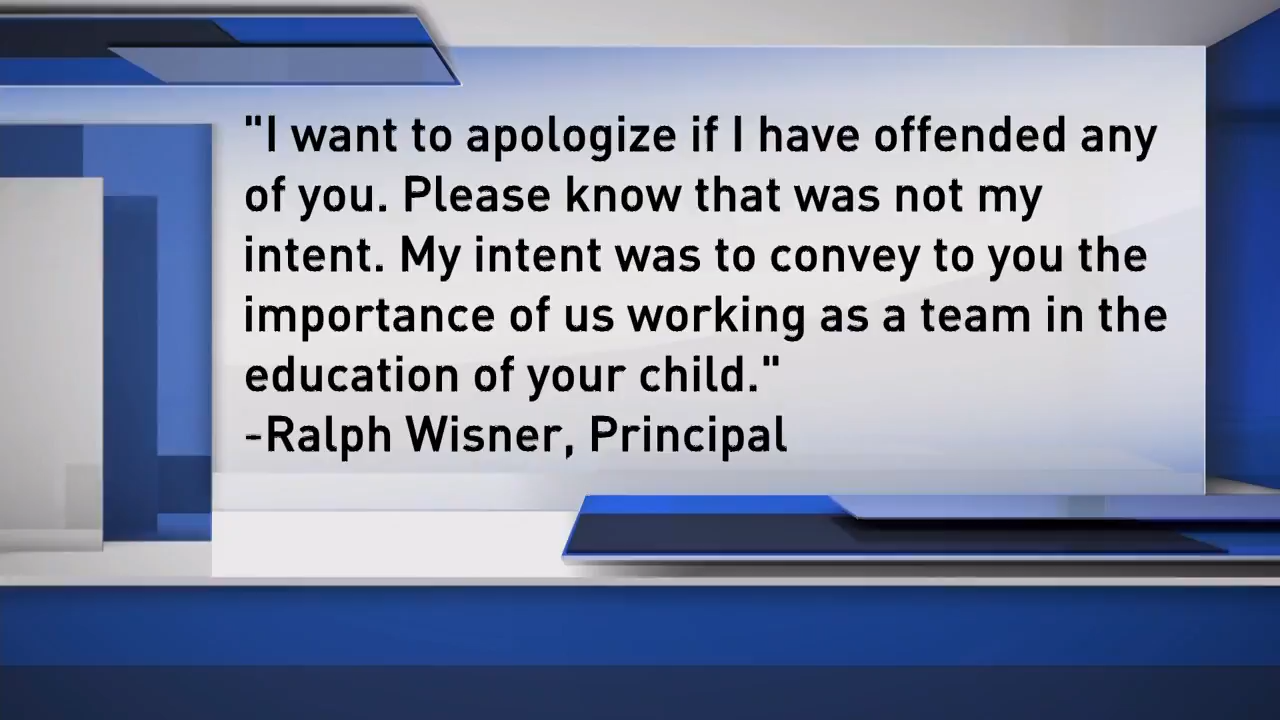 "I want to apologize if I have offended any
of you. Please know that was not my
intent. My intent was to convey to you the
importance of us working as a team in the
education of your child."
-Ralph Wisner, Principal